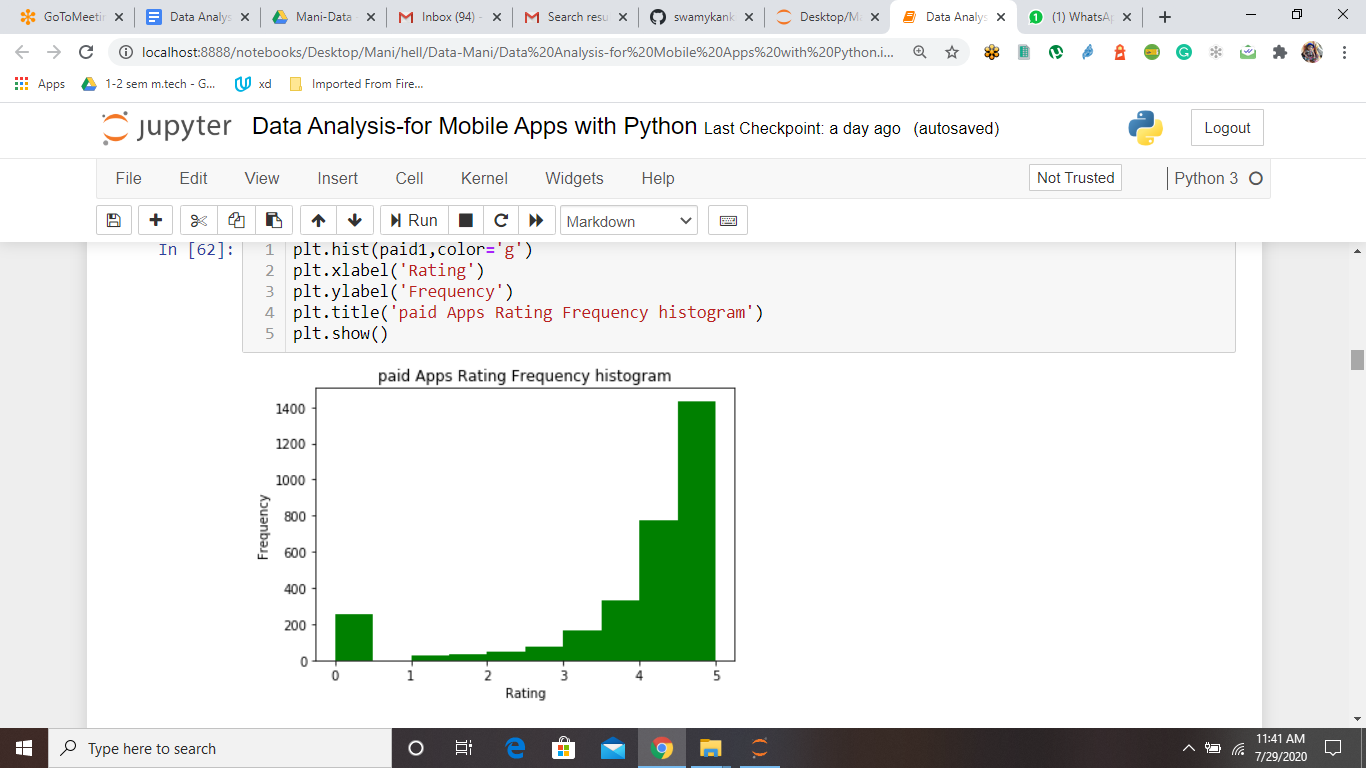 GoToMeetin
Data Analys
Mani-Data
Inbox (94) -
Search resu
swamykank
Desktop/Ma
Data Analys
(1) WhatsAp
localhost:8888/notebooks/Desktop/Mani/hell/Data-Mani/Data%20Analysis-for%20Mobile%20Apps%20with%20Python.i...
Apps
1-2 sem m.tech - G...
xd
Imported From Fire...
jupyter Data Analysis-for Mobile Apps with Python Last Checkpoint: a day ago (autosaved)
Logout
File Edit View Insert Cell Kernel Widgets Help
Not Trusted
Python 3
Run
Markdown
In [62]:
1 plt.hist(paid1,color='g')
2 plt.xlabel('Rating')
3 plt.ylabel('Frequency')
4 plt.title('paid Apps Rating Frequency histogram')
5 plt.show()
paid Apps Rating Frequency histogram
Frequency
1400
1200
1000
800
600
400
200
0
0 1 2 3 4 5
Rating
Type here to search
11:41 AM
7/29/2020